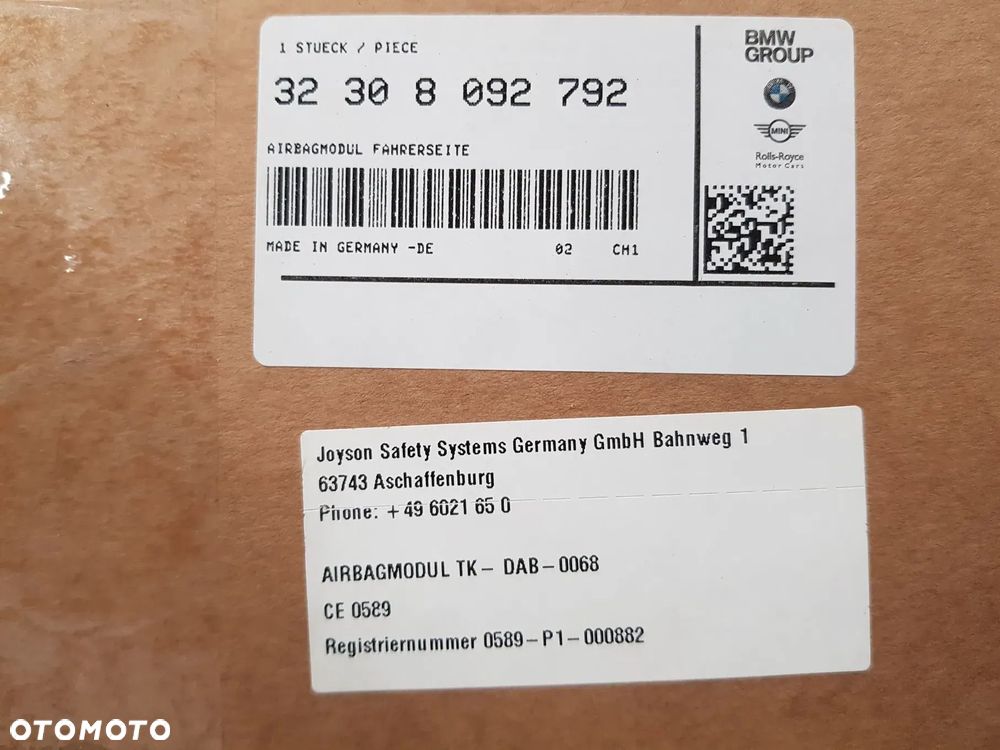 1 STUECK / PIECE
32 30 8 092 792
AIRBAGMODUL FAHRERSEITE
MADE IN GERMANY -DE 02 CH1
BMW
GROUP
MINI
Rolls-Royce
Motor Cars
Joyson Safety Systems Germany GmbH Bahnweg 1
63743 Aschaffenburg
Phone: + 49 6021 65 0
AIRBAGMODUL TK- DAB-0068
CE 0589
Registriernummer 0589-P1-000882
OTOMOTO